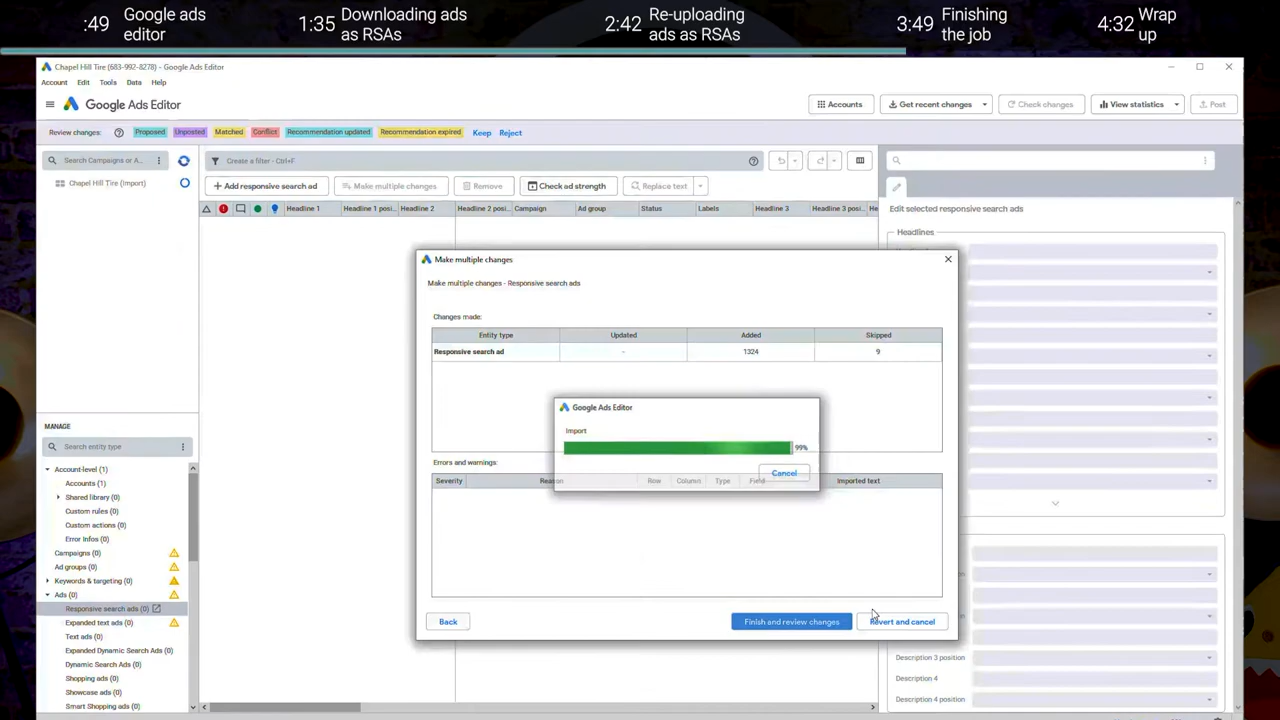 :49 Google ads editor
1:35 Downloading ads as RSAs
2:42 Re-uploading ads as RSAs
3:49 Finishing the job
4:32 Wrap up
Chapel Hill Tire (683-992-8278) - Google Ads Editor
Account Edit Tools Data Help
Google Ads Editor
Accounts
Get recent changes
Check changes
View statistics
Post
Review changes:
Proposed
Unposted
Matched
Conflict
Recommendation updated
Recommendation expired
Keep
Reject
Search Campaigns or A...
Create a filter - Ctrl+F
Chapel Hill Tire (Import)
Add responsive search ad
Make multiple changes
Remove
Check ad strength
Replace text
Headline 1
Headline 1 posi...
Headline 2
Headline 2 posi...
Campaign
Ad group
Status
Labels
Headline 3
Headline 3 posi...
He
Edit selected responsive search ads
Headlines
Make multiple changes
Make multiple changes - Responsive search ads
Changes made:
Entity type Updated Added Skipped
Responsive search ad - 1324 9
Google Ads Editor
Import
99%
Cancel
Errors and warnings:
Severity Reason Row Column Type Field Imported text
Back
Finish and review changes
Revert and cancel
MANAGE
Search entity type
Account-level (1)
Accounts (1)
Shared library (0)
Custom rules (0)
Custom actions (0)
Error Infos (0)
Campaigns (0)
Ad groups (0)
Keywords & targeting (0)
Ads (0)
Responsive search ads (0)
Expanded text ads (0)
Text ads (0)
Expanded Dynamic Search Ads (0)
Dynamic Search Ads (0)
Shopping ads (0)
Showcase ads (0)
Smart Shopping ads (0)
Description 3 position
Description 4
Description 4 position